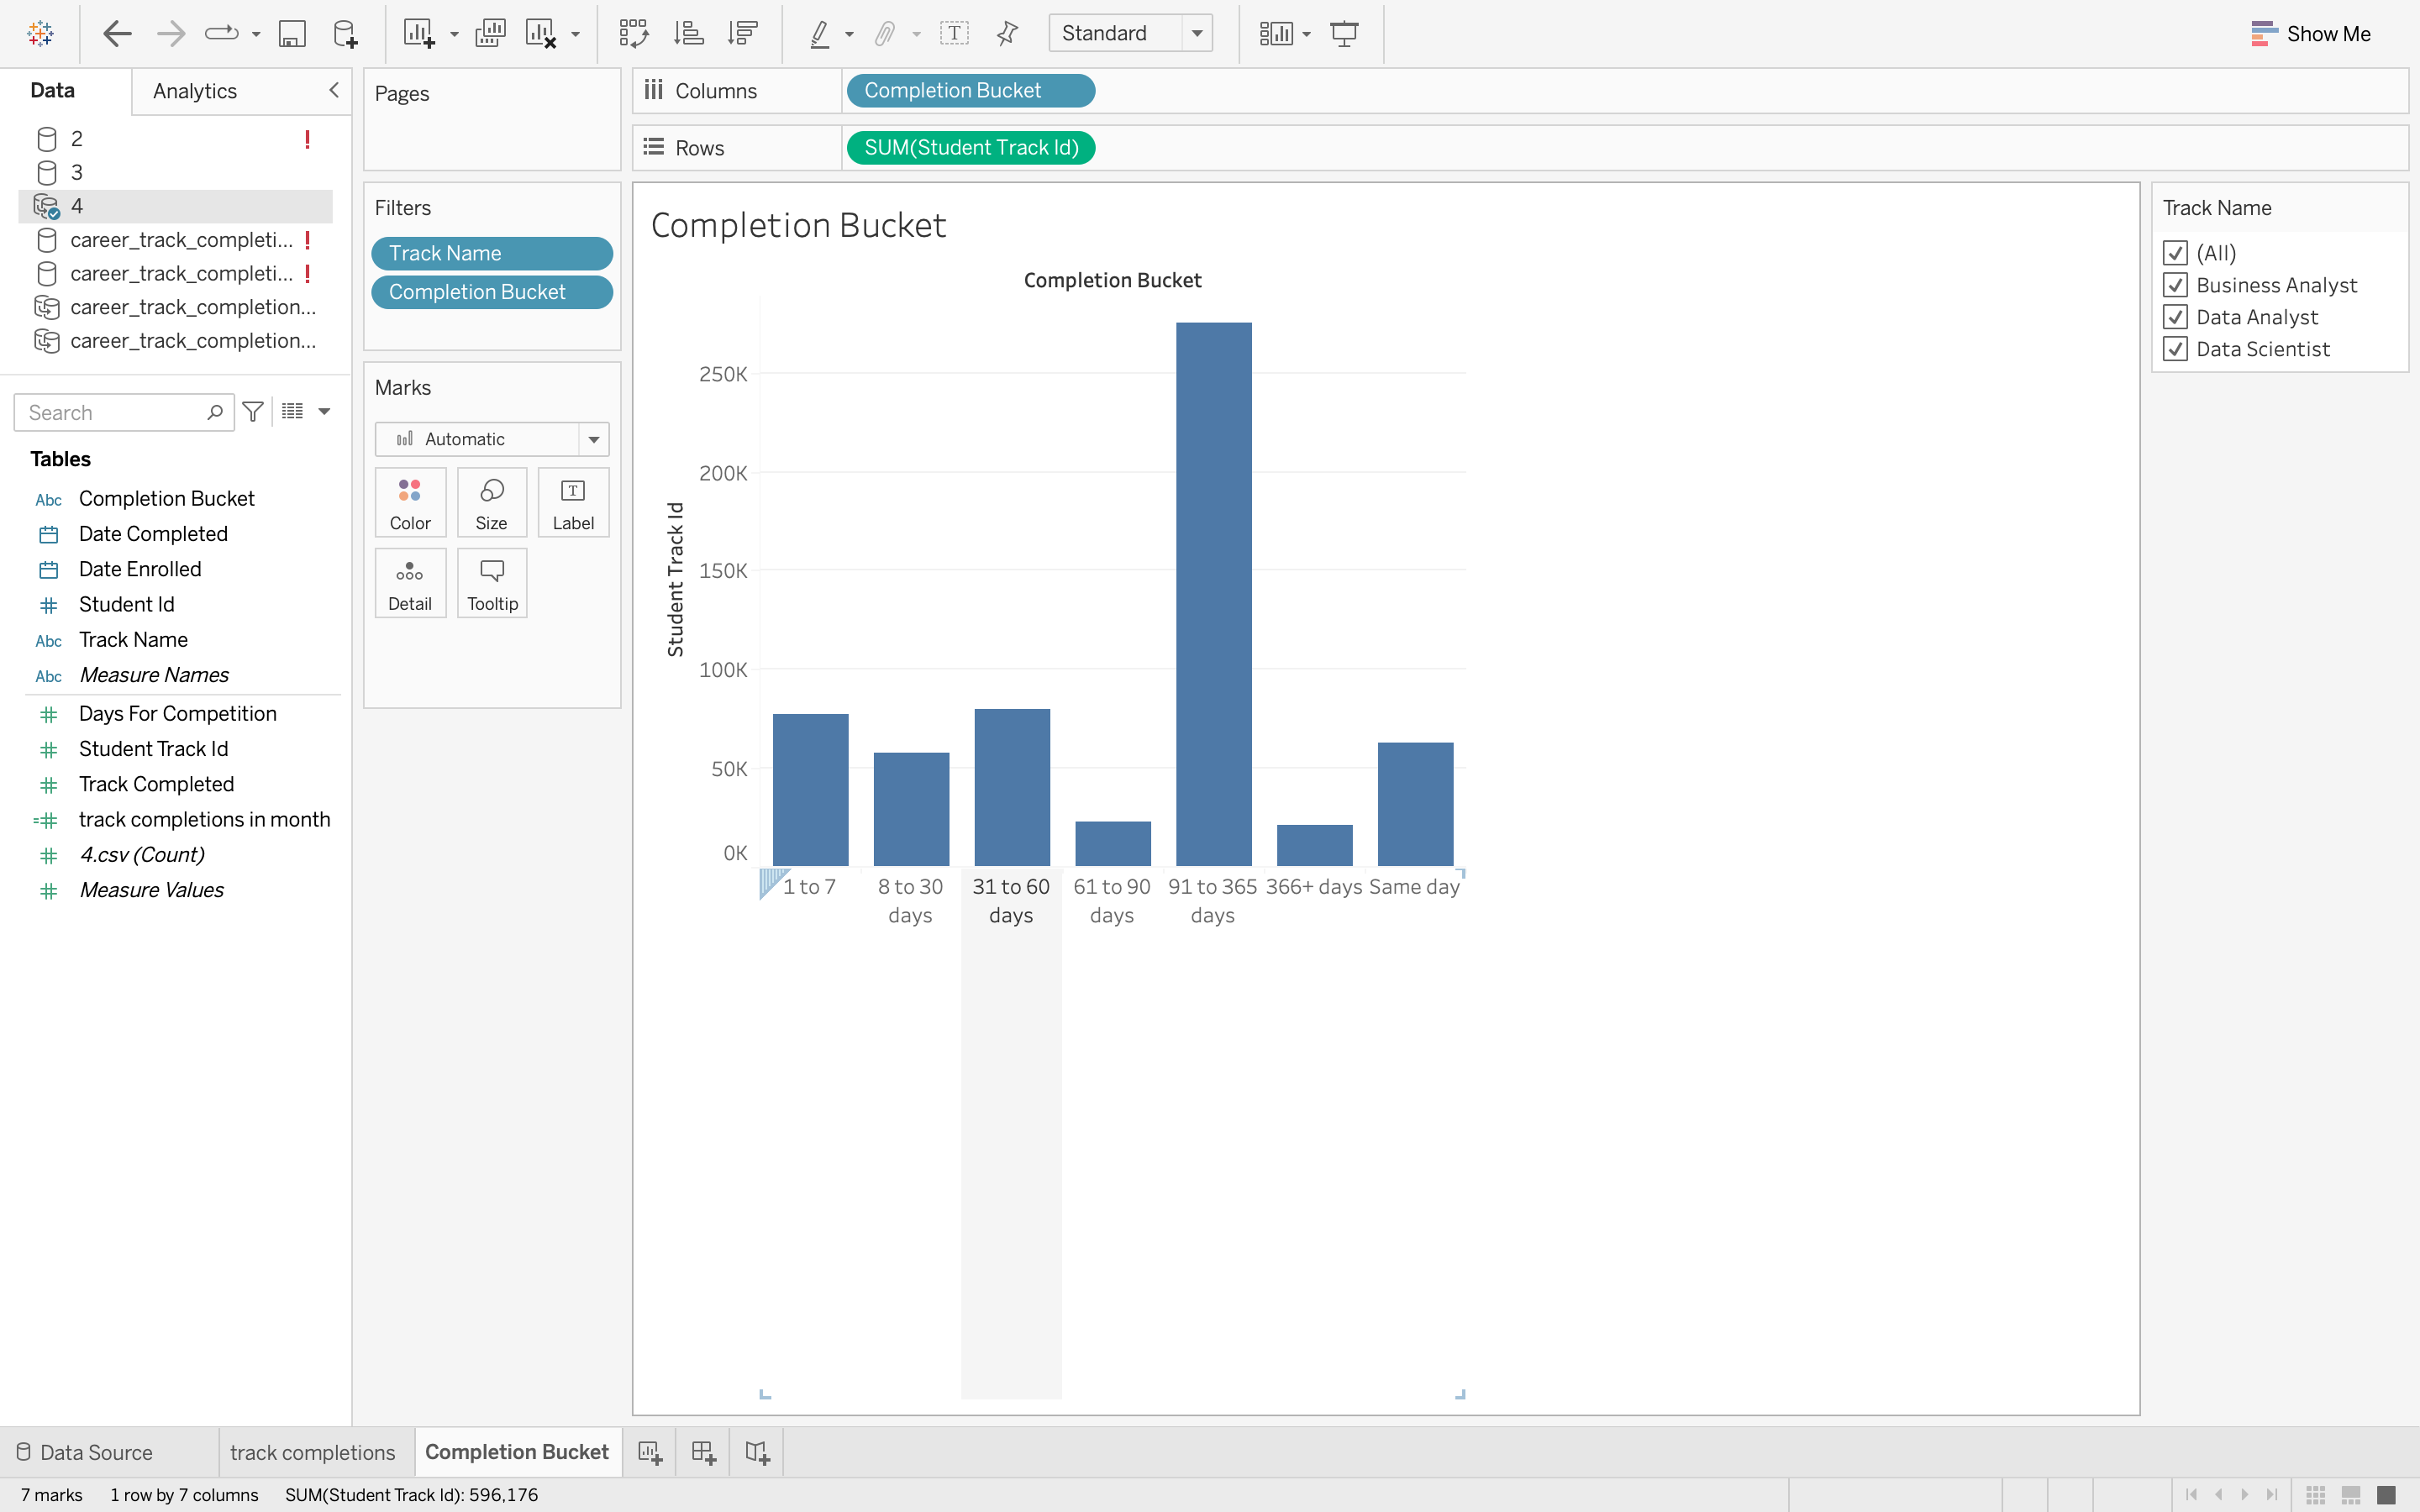 Standard
Show Me
Data
Analytics
2
3
4
career_track_completi...
career_track_completi...
career_track_completion...
career_track_completion...
Search
Tables
Abc Completion Bucket
Date Completed
Date Enrolled
Student Id
Abc Track Name
Abc Measure Names
Days For Competition
Student Track Id
Track Completed
track completions in month
4.csv (Count)
Measure Values
Pages
Filters
Track Name
Completion Bucket
Marks
Automatic
Color
Size
Label
Detail
Tooltip
Columns
Completion Bucket
Rows
SUM(Student Track Id)
Completion Bucket
Completion Bucket
Student Track Id
250K
200K
150K
100K
50K
0K
1 to 7
8 to 30 days
31 to 60 days
61 to 90 days
91 to 365 days
366+ days
Same day
Track Name
(All)
Business Analyst
Data Analyst
Data Scientist
Data Source
track completions
Completion Bucket
7 marks
1 row by 7 columns
SUM(Student Track Id): 596,176